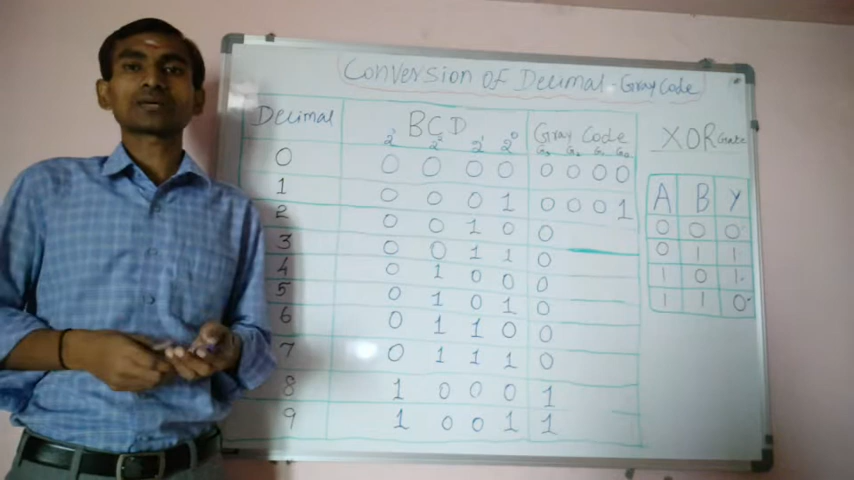 Conversion of Decimal - Gray Code
Decimal BCD Gray Code
2³ 2² 2¹ 2⁰ G₃ G₂ G₁ G₀
0 0 0 0 0 0 0 0 0
1 0 0 0 1 0 0 0 1
2 0 0 1 0 0
3 0 0 1 1 0
4 0 1 0 0 0
5 0 1 0 1 0
6 0 1 1 0 0
7 0 1 1 1 0
8 1 0 0 0 1
9 1 0 0 1 1
XOR Gate
A B Y
0 0 0
0 1 1
1 0 1
1 1 0